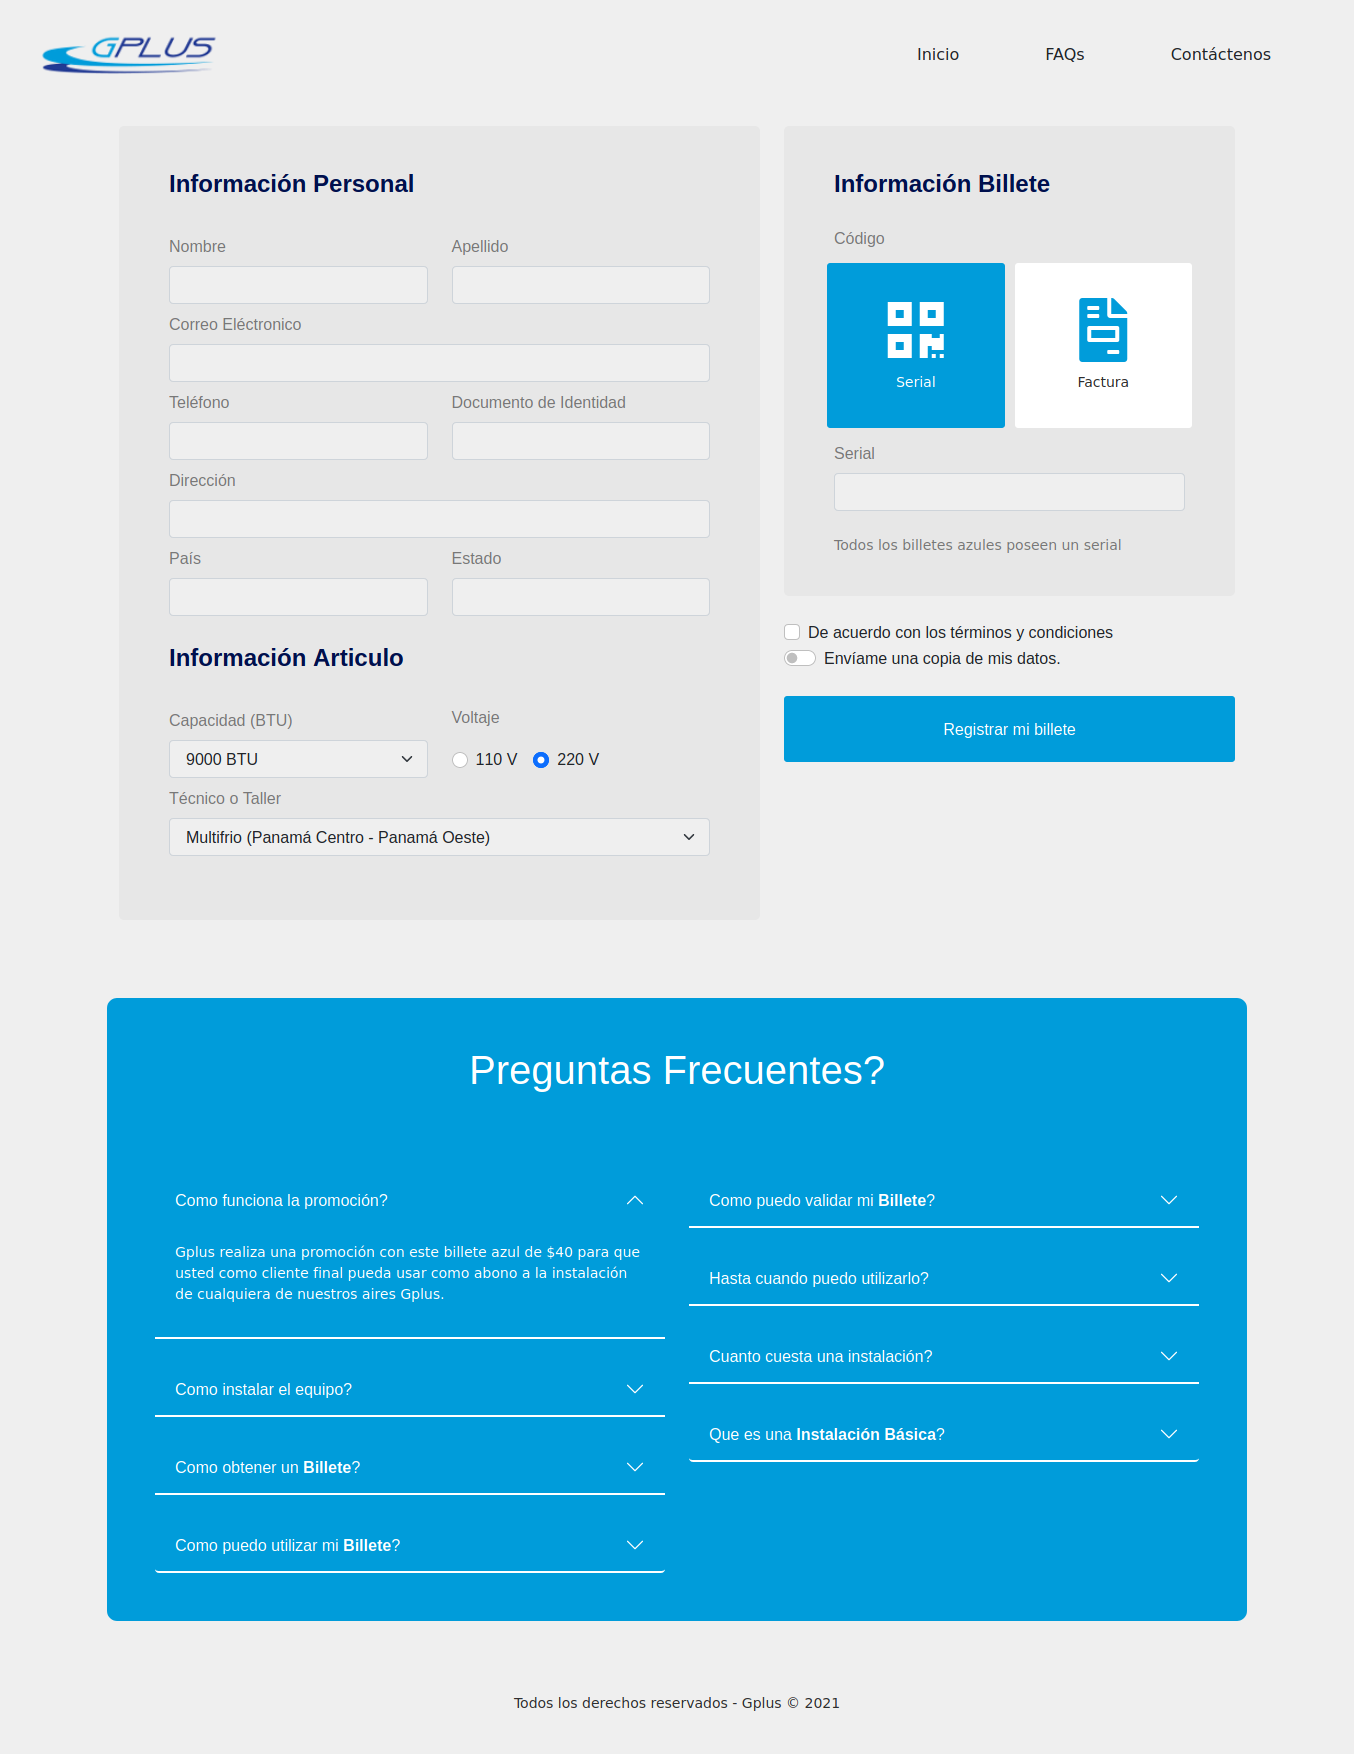 GPLUS
Inicio
FAQs
Contáctenos
Información Personal
Nombre
Apellido
Correo Eléctronico
Teléfono
Documento de Identidad
Dirección
País
Estado
Información Articulo
Capacidad (BTU)
Voltaje
9000 BTU
110 V
220 V
Técnico o Taller
Multifrio (Panamá Centro - Panamá Oeste)
Información Billete
Código
Serial
Factura
Serial
Todos los billetes azules poseen un serial
De acuerdo con los términos y condiciones
Envíame una copia de mis datos.
Registrar mi billete
Preguntas Frecuentes?
Como funciona la promoción?
Gplus realiza una promoción con este billete azul de $40 para que
usted como cliente final pueda usar como abono a la instalación
de cualquiera de nuestros aires Gplus.
Como instalar el equipo?
Como obtener un Billete?
Como puedo utilizar mi Billete?
Como puedo validar mi Billete?
Hasta cuando puedo utilizarlo?
Cuanto cuesta una instalación?
Que es una Instalación Básica?
Todos los derechos reservados - Gplus © 2021